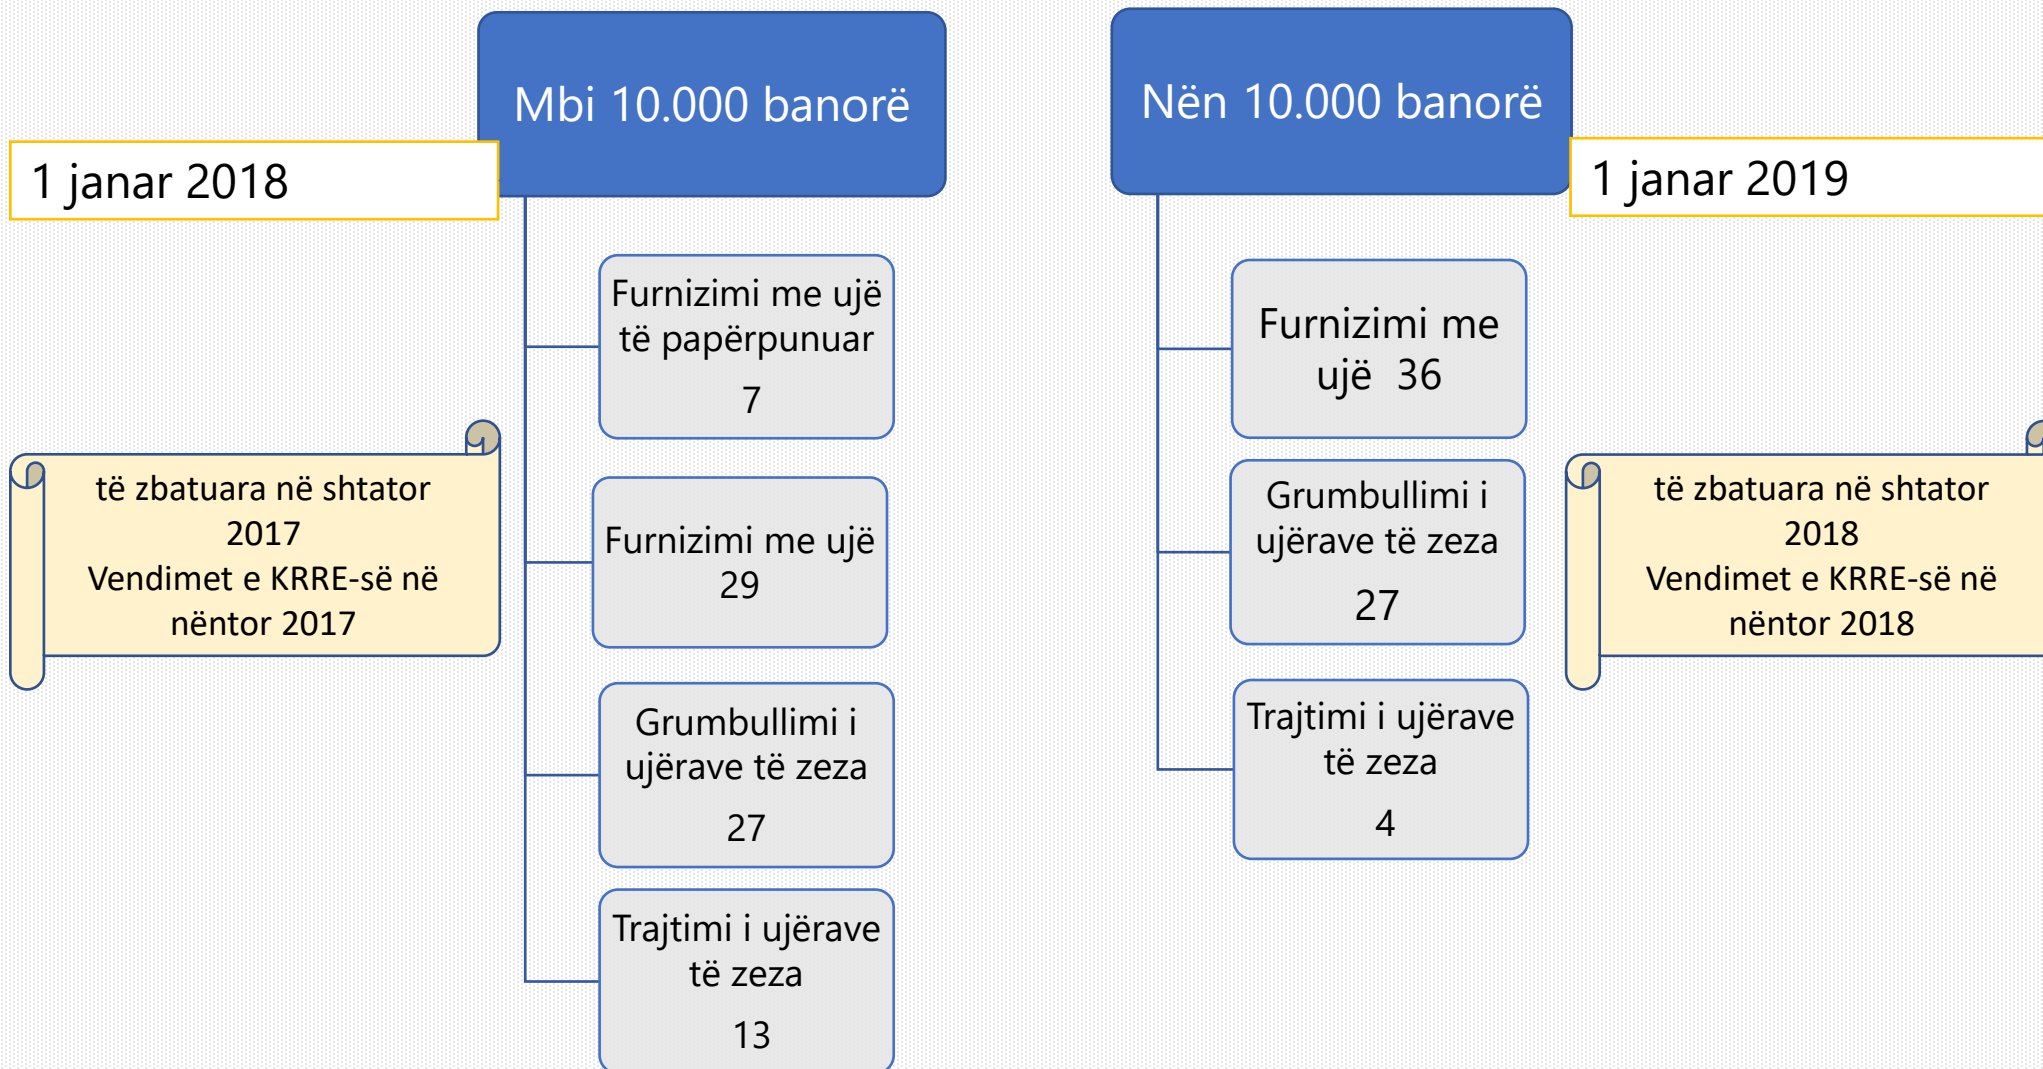 Mbi 10.000 banorë
1 janar 2018
Furnizimi me ujë
të papërpunuar
7
Furnizimi me ujë
29
Grumbullimi i
ujërave të zeza
27
Trajtimi i ujërave
të zeza
13
të zbatuara në shtator
2017
Vendimet e KRRE-së në
nëntor 2017
Nën 10.000 banorë
1 janar 2019
Furnizimi me
ujë 36
Grumbullimi i
ujërave të zeza
27
Trajtimi i ujërave
të zeza
4
të zbatuara në shtator
2018
Vendimet e KRRE-së në
nëntor 2018